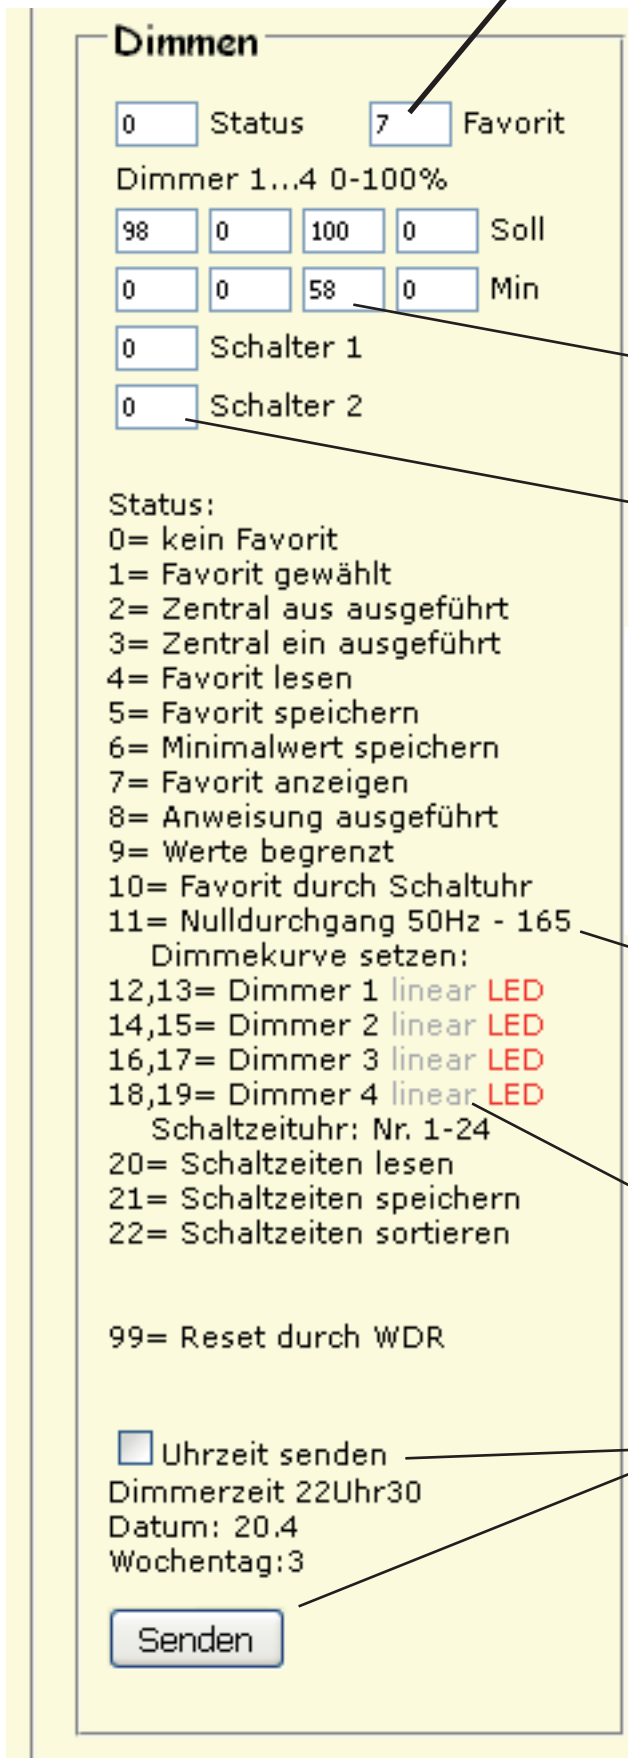 Dimmen
0 Status 7 Favorit
Dimmer 1...4 0-100%
98 0 100 0 Soll
0 0 58 0 Min
0 Schalter 1
0 Schalter 2
Status:
0= kein Favorit
1= Favorit gewählt
2= Zentral aus ausgeführt
3= Zentral ein ausgeführt
4= Favorit lesen
5= Favorit speichern
6= Minimalwert speichern
7= Favorit anzeigen
8= Anweisung ausgeführt
9= Werte begrenzt
10= Favorit durch Schaltuhr
11= Nulldurchgang 50Hz - 165
Dimmekurve setzen:
12,13= Dimmer 1 linear LED
14,15= Dimmer 2 linear LED
16,17= Dimmer 3 linear LED
18,19= Dimmer 4 linear LED
Schaltzeituhr: Nr. 1-24
20= Schaltzeiten lesen
21= Schaltzeiten speichern
22= Schaltzeiten sortieren
99= Reset durch WDR
Uhrzeit senden
Dimmerzeit 22Uhr30
Datum: 20.4
Wochentag:3
Senden